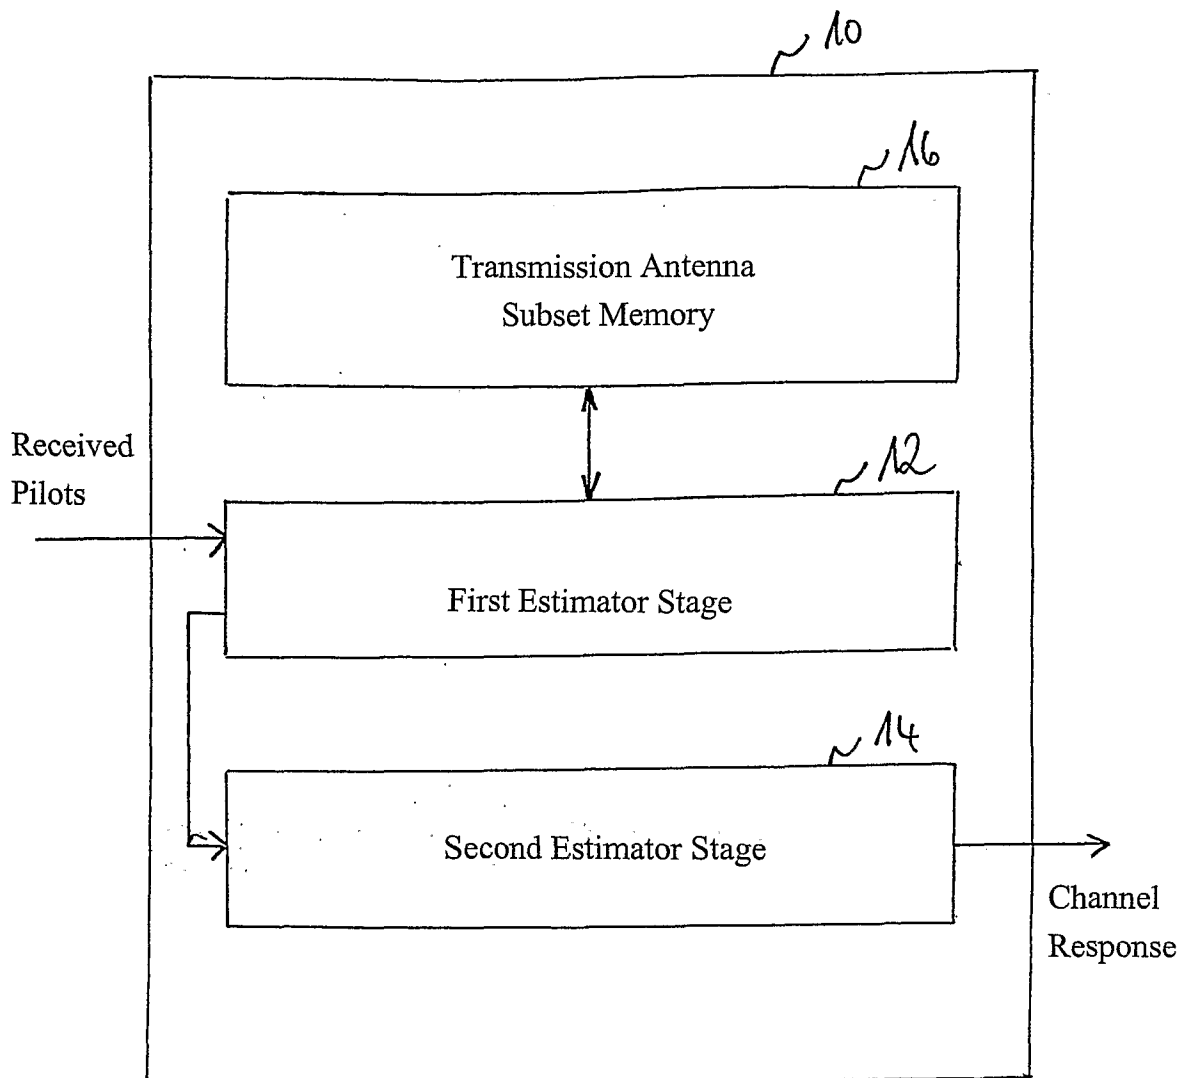 10
16
Transmission Antenna
Subset Memory
Received
Pilots
12
First Estimator Stage
14
Second Estimator Stage
Channel
Response